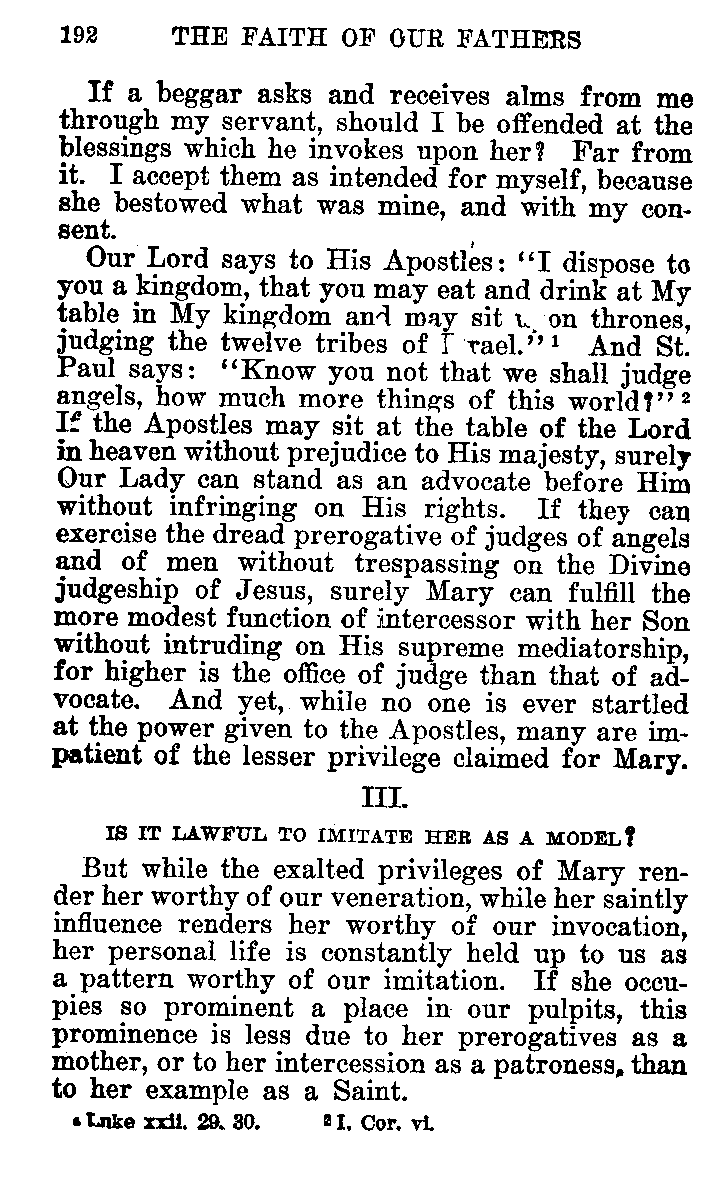 192 THE FAITH OF OUR FATHERS
If a beggar asks and receives alms from me
through my servant, should I be offended at the
blessings which he invokes upon her? Far from
it. I accept them as intended for myself, because
she bestowed what was mine, and with my con-
sent.
Our Lord says to His Apostles: “I dispose to
you a kingdom, that you may eat and drink at My
table in My kingdom and may sit on thrones,
judging the twelve tribes of I rael.” 1 And St.
Paul says: “Know you not that we shall judge
angels, how much more things of this world?” 2
If the Apostles may sit at the table of the Lord
in heaven without prejudice to His majesty, surely
Our Lady can stand as an advocate before Him
without infringing on His rights. If they can
exercise the dread prerogative of judges of angels
and of men without trespassing on the Divine
judgeship of Jesus, surely Mary can fulfill the
more modest function of intercessor with her Son
without intruding on His supreme mediatorship,
for higher is the office of judge than that of ad-
vocate. And yet, while no one is ever startled
at the power given to the Apostles, many are im-
patient of the lesser privilege claimed for Mary.
III.
IS IT LAWFUL TO IMITATE HER AS A MODEL?
But while the exalted privileges of Mary ren-
der her worthy of our veneration, while her saintly
influence renders her worthy of our invocation,
her personal life is constantly held up to us as
a pattern worthy of our imitation. If she occu-
pies so prominent a place in our pulpits, this
prominence is less due to her prerogatives as a
mother, or to her intercession as a patroness, than
to her example as a Saint.
Luke xxii. 29, 30. 2 I. Cor. vi.